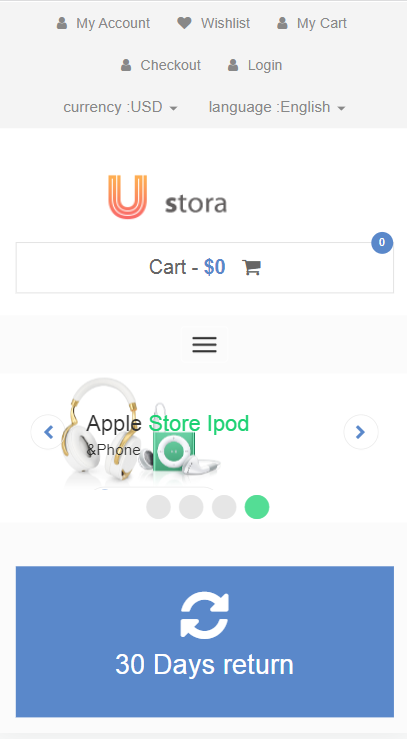 My Account Wishlist My Cart
Checkout Login
currency :USD language :English
U stora
Cart - $0
0
Apple Store Ipod
&Phone
30 Days return